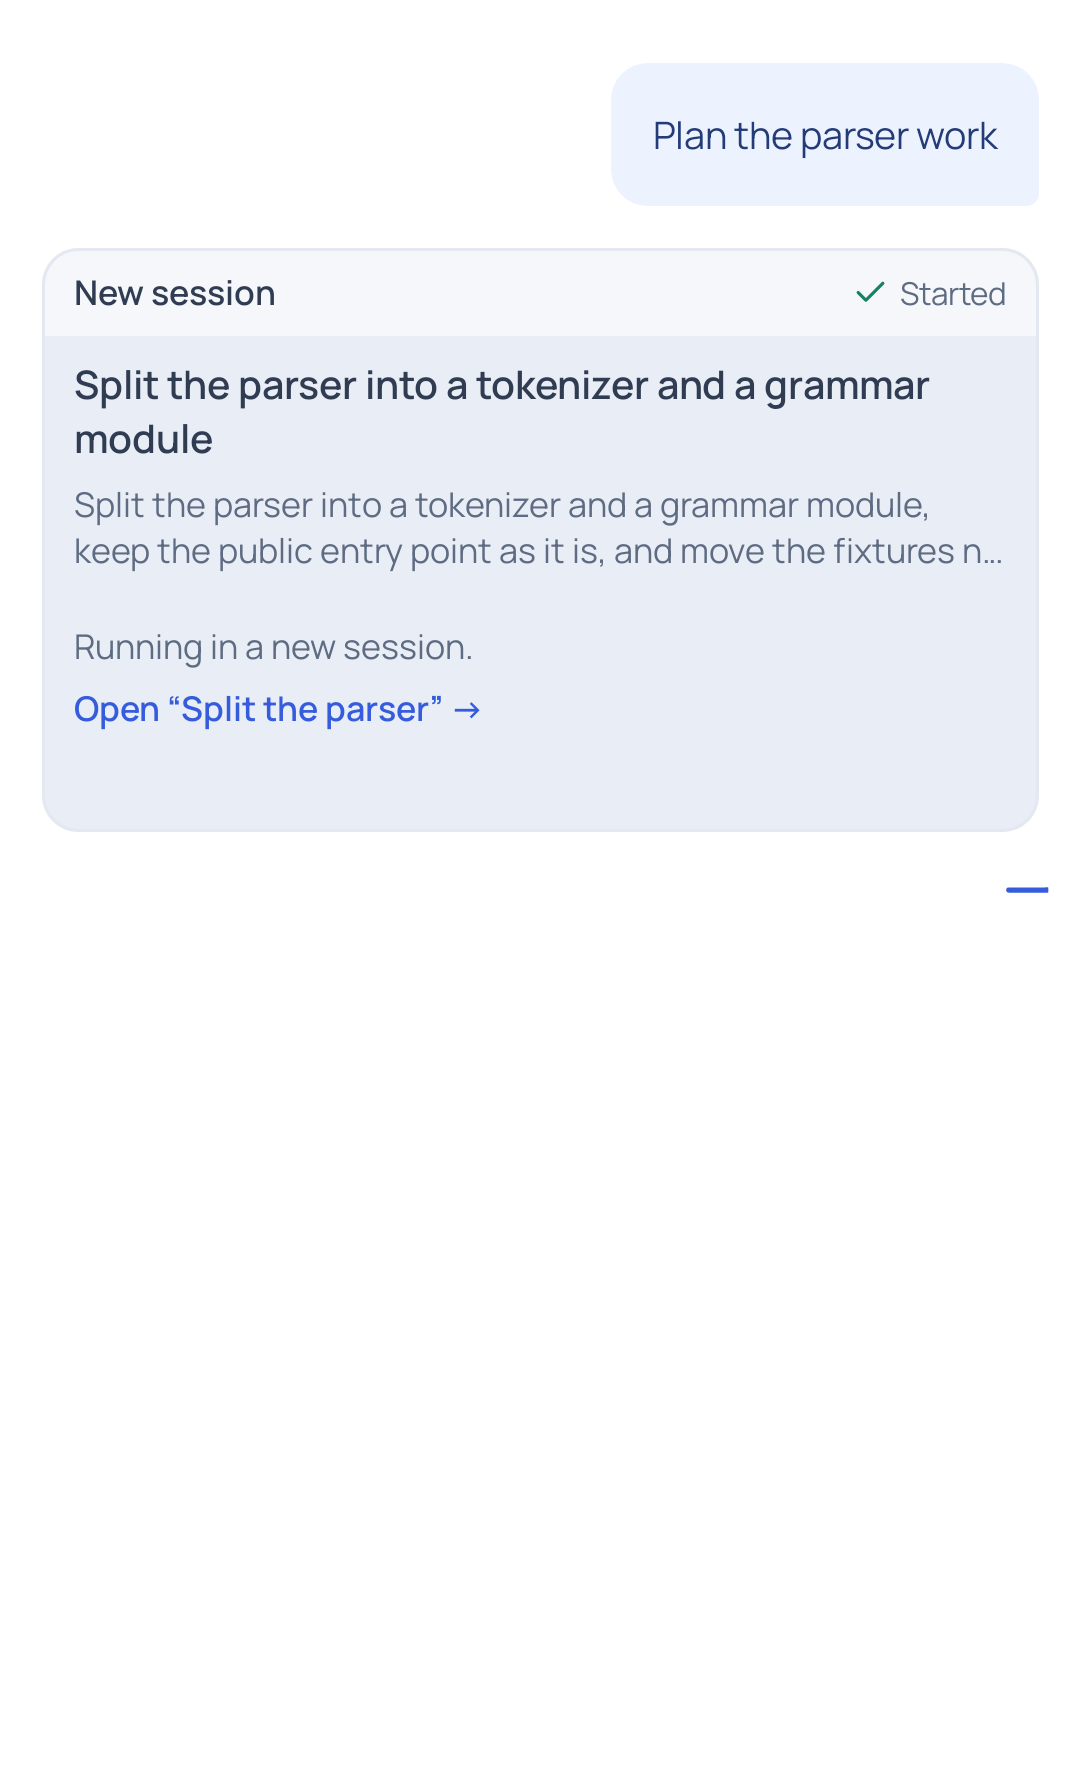 Plan the parser work
New session
Started
Split the parser into a tokenizer and a grammar
module
Split the parser into a tokenizer and a grammar module,
keep the public entry point as it is, and move the fixtures n…
Running in a new session.
Open “Split the parser” →